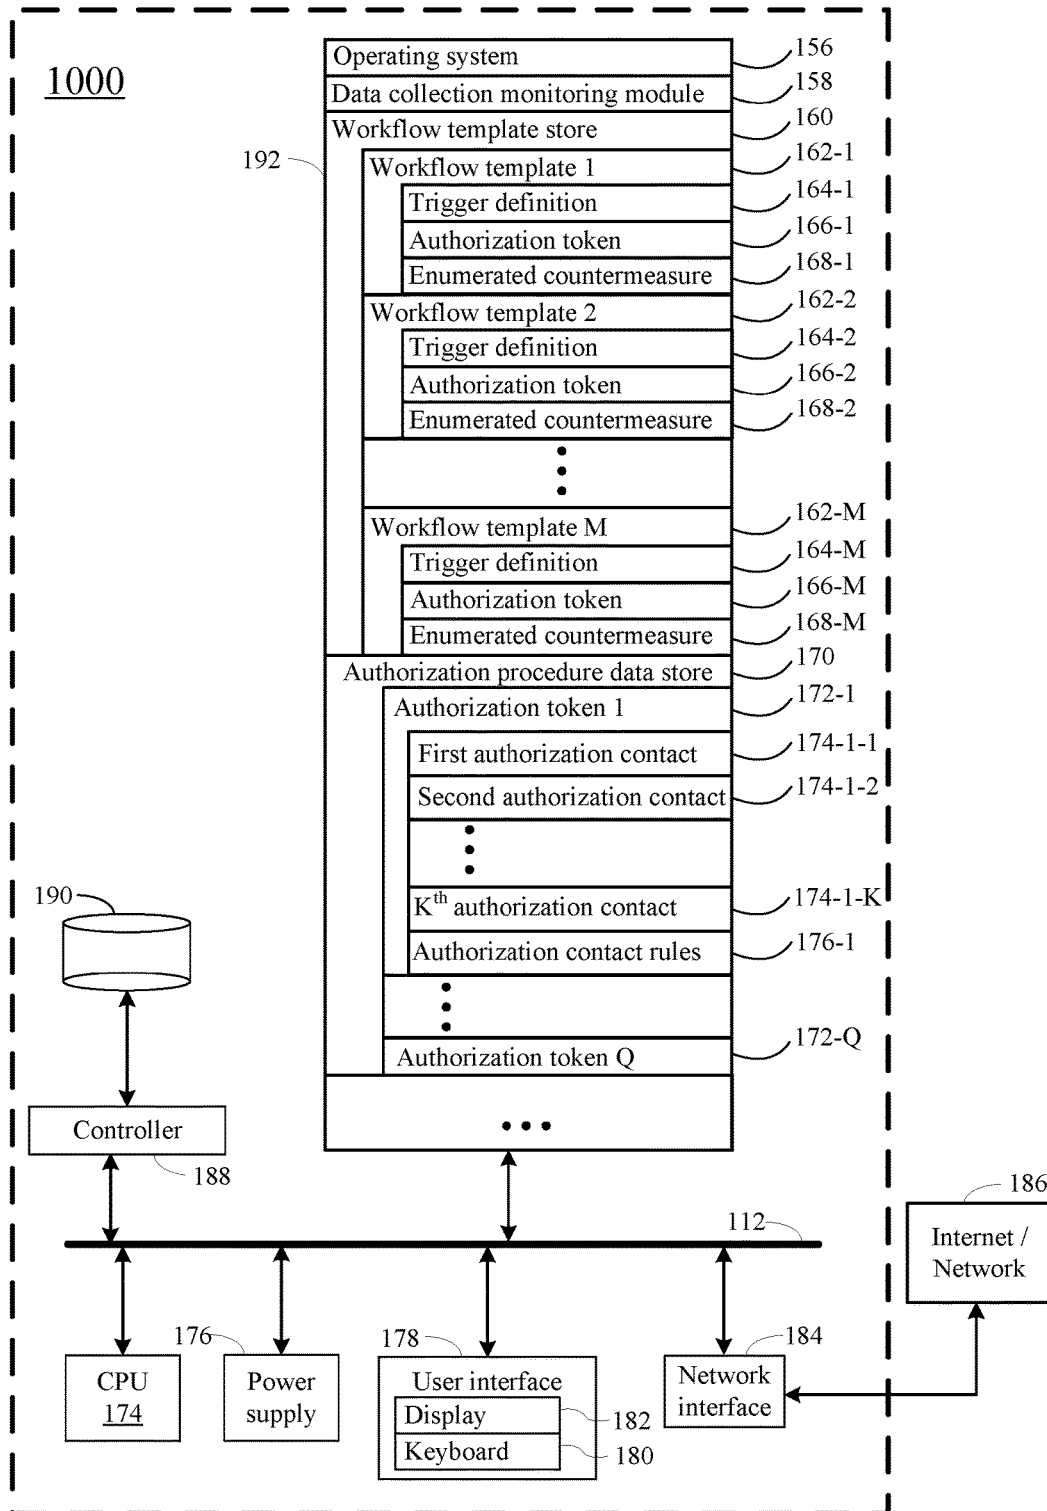 1000
192
Operating system 156
Data collection monitoring module 158
Workflow template store 160
Workflow template 1 162-1
Trigger definition 164-1
Authorization token 166-1
Enumerated countermeasure 168-1
Workflow template 2 162-2
Trigger definition 164-2
Authorization token 166-2
Enumerated countermeasure 168-2
Workflow template M 162-M
Trigger definition 164-M
Authorization token 166-M
Enumerated countermeasure 168-M
Authorization procedure data store 170
Authorization token 1 172-1
First authorization contact 174-1-1
Second authorization contact 174-1-2
Kth authorization contact 174-1-K
Authorization contact rules 176-1
Authorization token Q 172-Q
190
Controller
188
112
186
Internet /
Network
CPU
174
176
Power
supply
178
User interface
Display 182
Keyboard 180
184
Network
interface